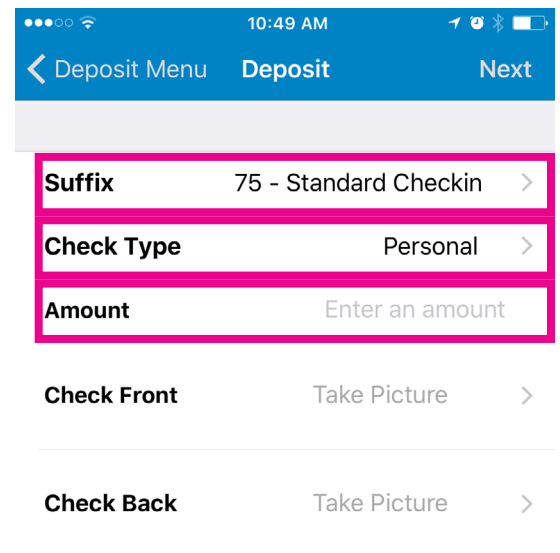 10:49 AM
Deposit Menu Deposit Next
Suffix 75 - Standard Checkin
Check Type Personal
Amount Enter an amount
Check Front Take Picture
Check Back Take Picture